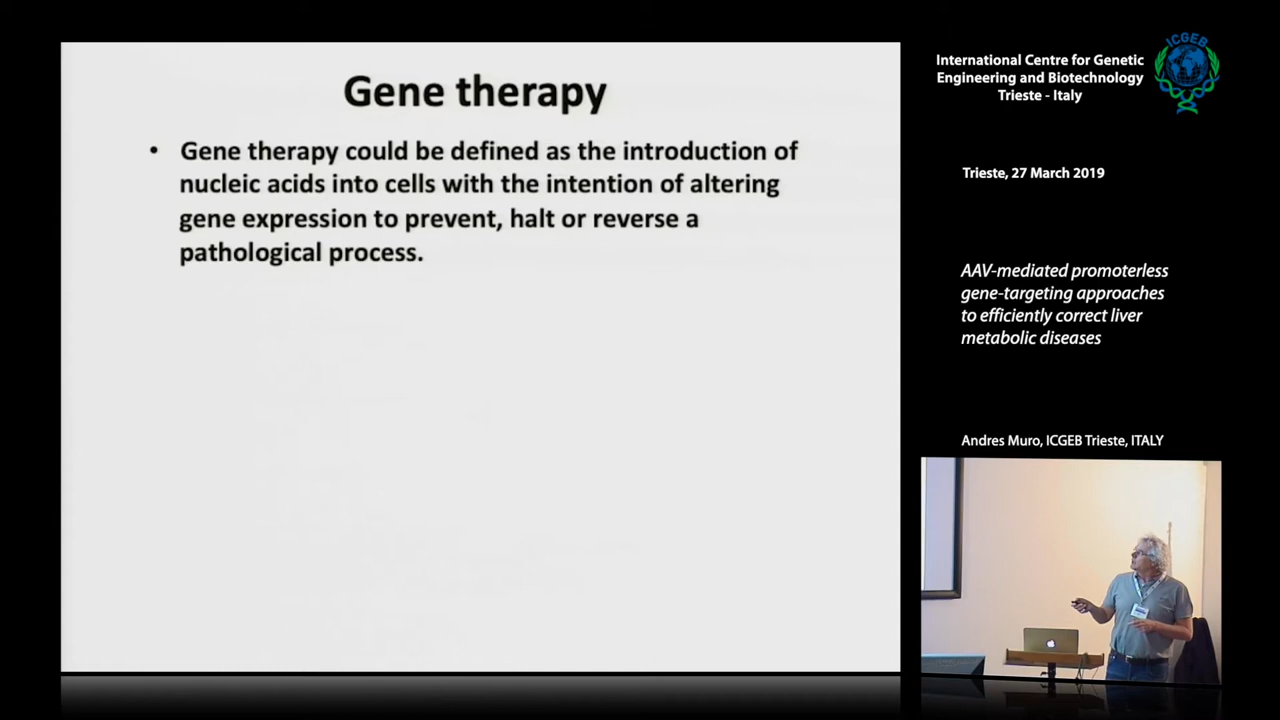 Gene therapy
• Gene therapy could be defined as the introduction of
nucleic acids into cells with the intention of altering
gene expression to prevent, halt or reverse a
pathological process.
ICGEB
International Centre for Genetic
Engineering and Biotechnology
Trieste - Italy
Trieste, 27 March 2019
AAV-mediated promoterless
gene-targeting approaches
to efficiently correct liver
metabolic diseases
Andres Muro, ICGEB Trieste, ITALY